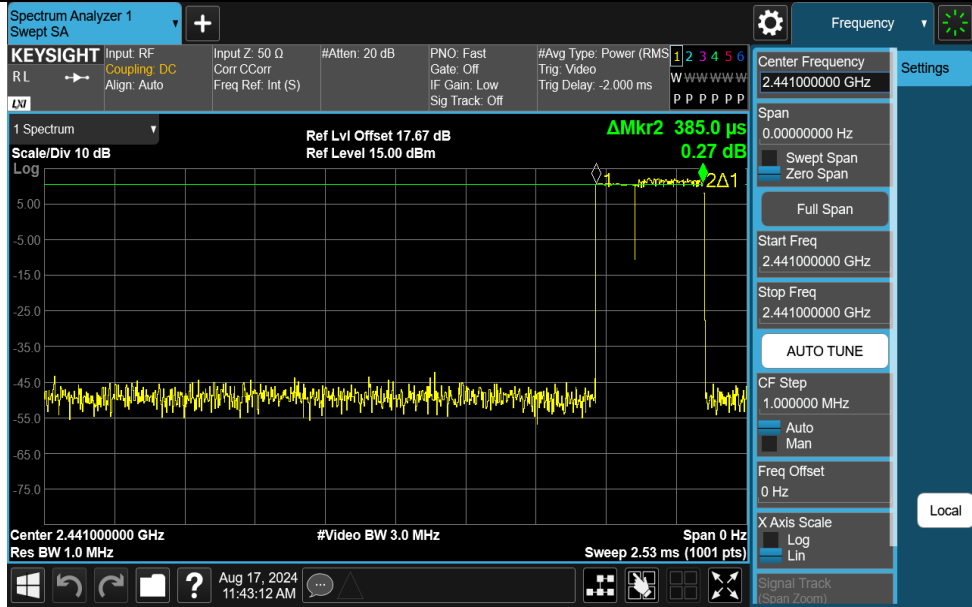 Spectrum Analyzer 1
Swept SA
+
Frequency
KEYSIGHT
R L
LXI
Input: RF
Coupling: DC
Align: Auto
Input Z: 50 Ω
Corr CCorr
Freq Ref: Int (S)
#Atten: 20 dB
PNO: Fast
Gate: Off
IF Gain: Low
Sig Track: Off
#Avg Type: Power (RMS
Trig: Video
Trig Delay: -2.000 ms
1 2 3 4 5 6
W W W W W W
P P P P P P
1 Spectrum
Scale/Div 10 dB
Log
Ref Lvl Offset 17.67 dB
Ref Level 15.00 dBm
ΔMkr2 385.0 µs
0.27 dB
1
2Δ1
5.00
-5.00
-15.0
-25.0
-35.0
-45.0
-55.0
-65.0
-75.0
Center 2.441000000 GHz
Res BW 1.0 MHz
#Video BW 3.0 MHz
Span 0 Hz
Sweep 2.53 ms (1001 pts)
Center Frequency
2.441000000 GHz
Span
0.00000000 Hz
Swept Span
Zero Span
Full Span
Start Freq
2.441000000 GHz
Stop Freq
2.441000000 GHz
AUTO TUNE
CF Step
1.000000 MHz
Auto
Man
Freq Offset
0 Hz
X Axis Scale
Log
Lin
Signal Track
(Span Zoom)
Settings
Local
?
Aug 17, 2024
11:43:12 AM